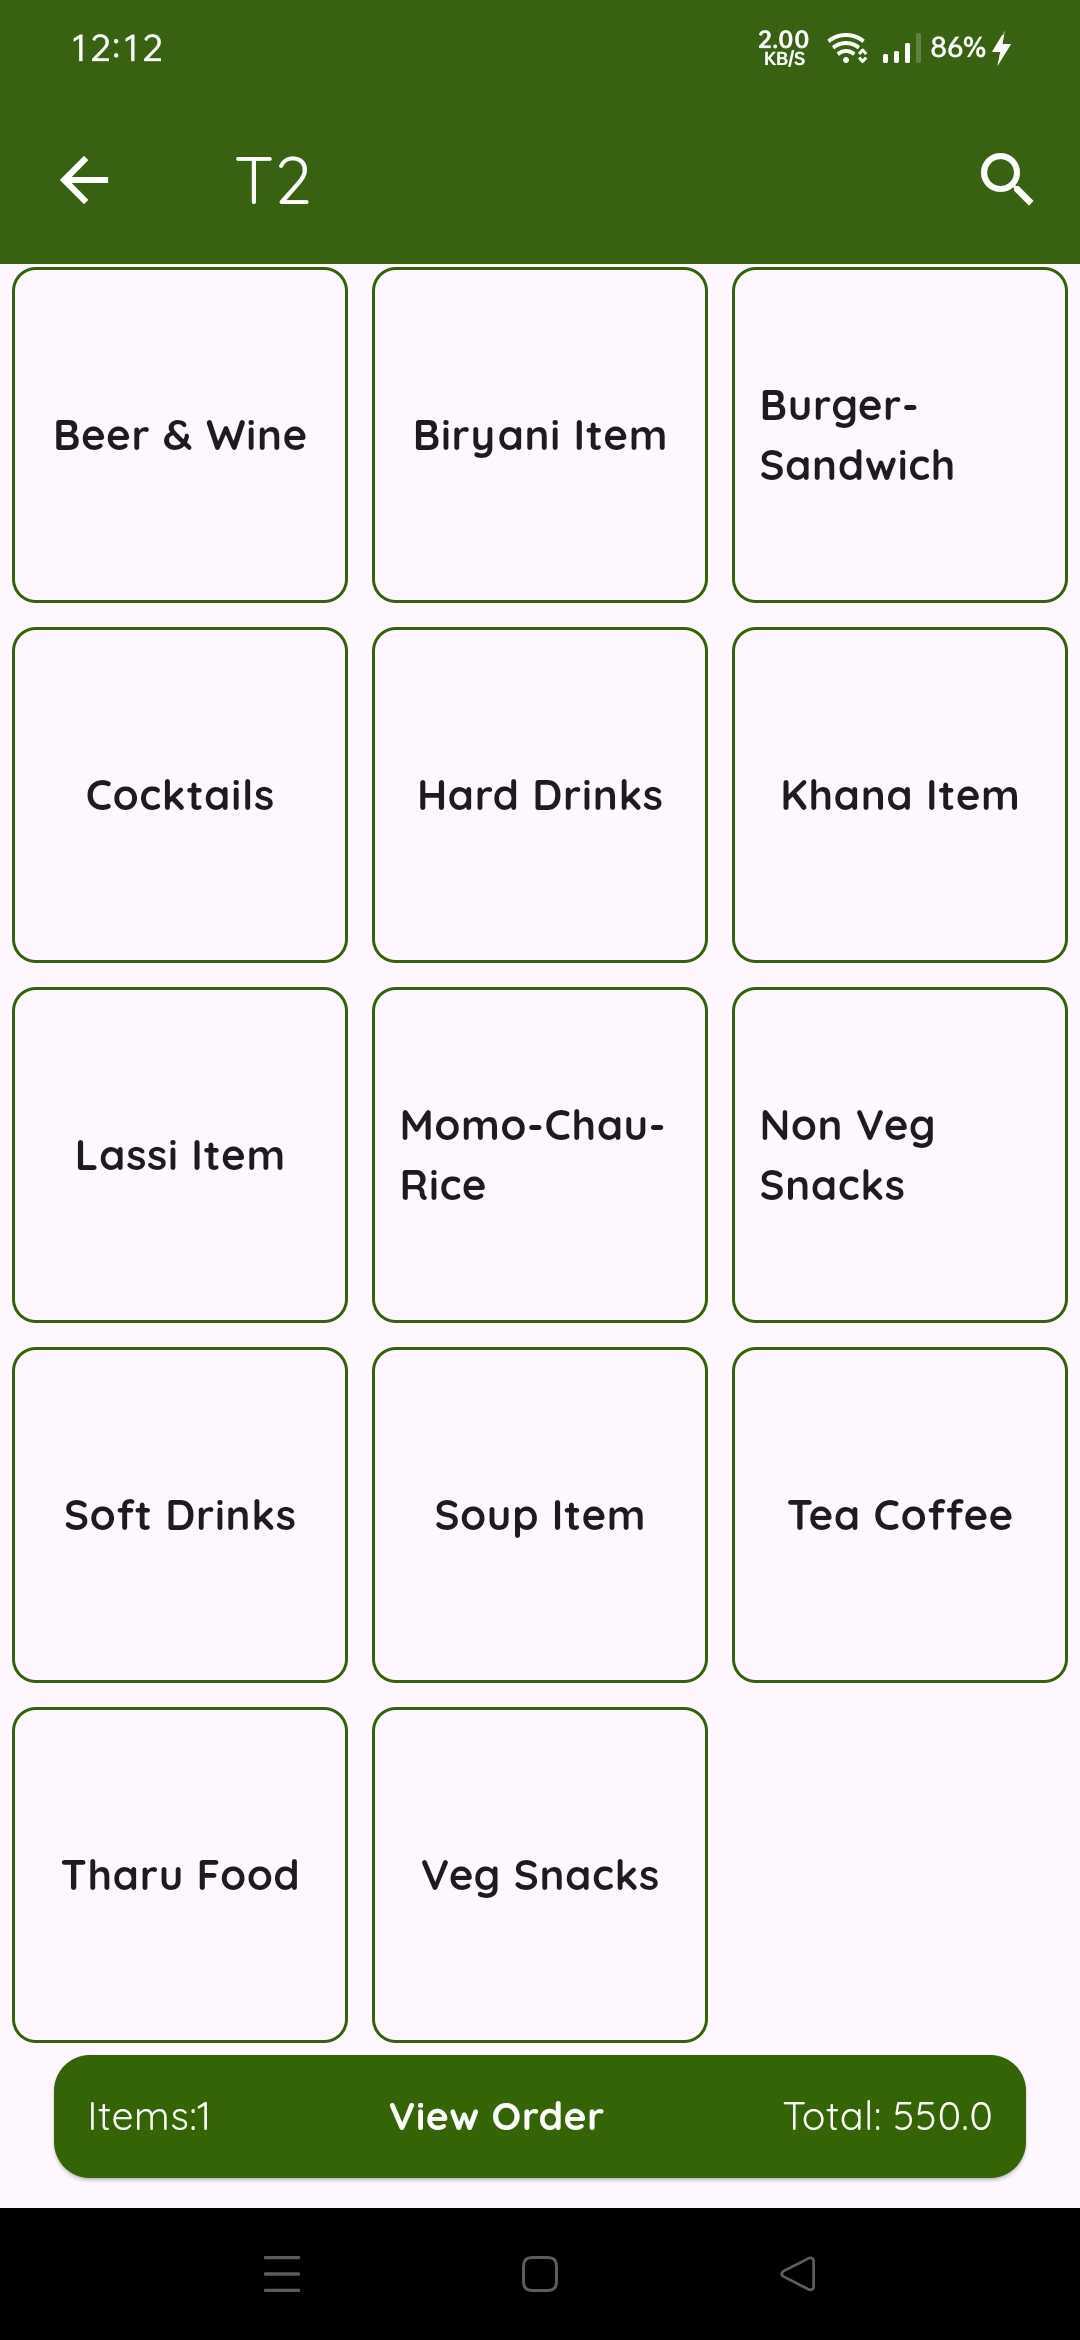 12:12
2.00
KB/S
86%
T2
Beer & Wine
Biryani Item
Burger-
Sandwich
Cocktails
Hard Drinks
Khana Item
Lassi Item
Momo-Chau-
Rice
Non Veg
Snacks
Soft Drinks
Soup Item
Tea Coffee
Tharu Food
Veg Snacks
Items:1
View Order
Total: 550.0